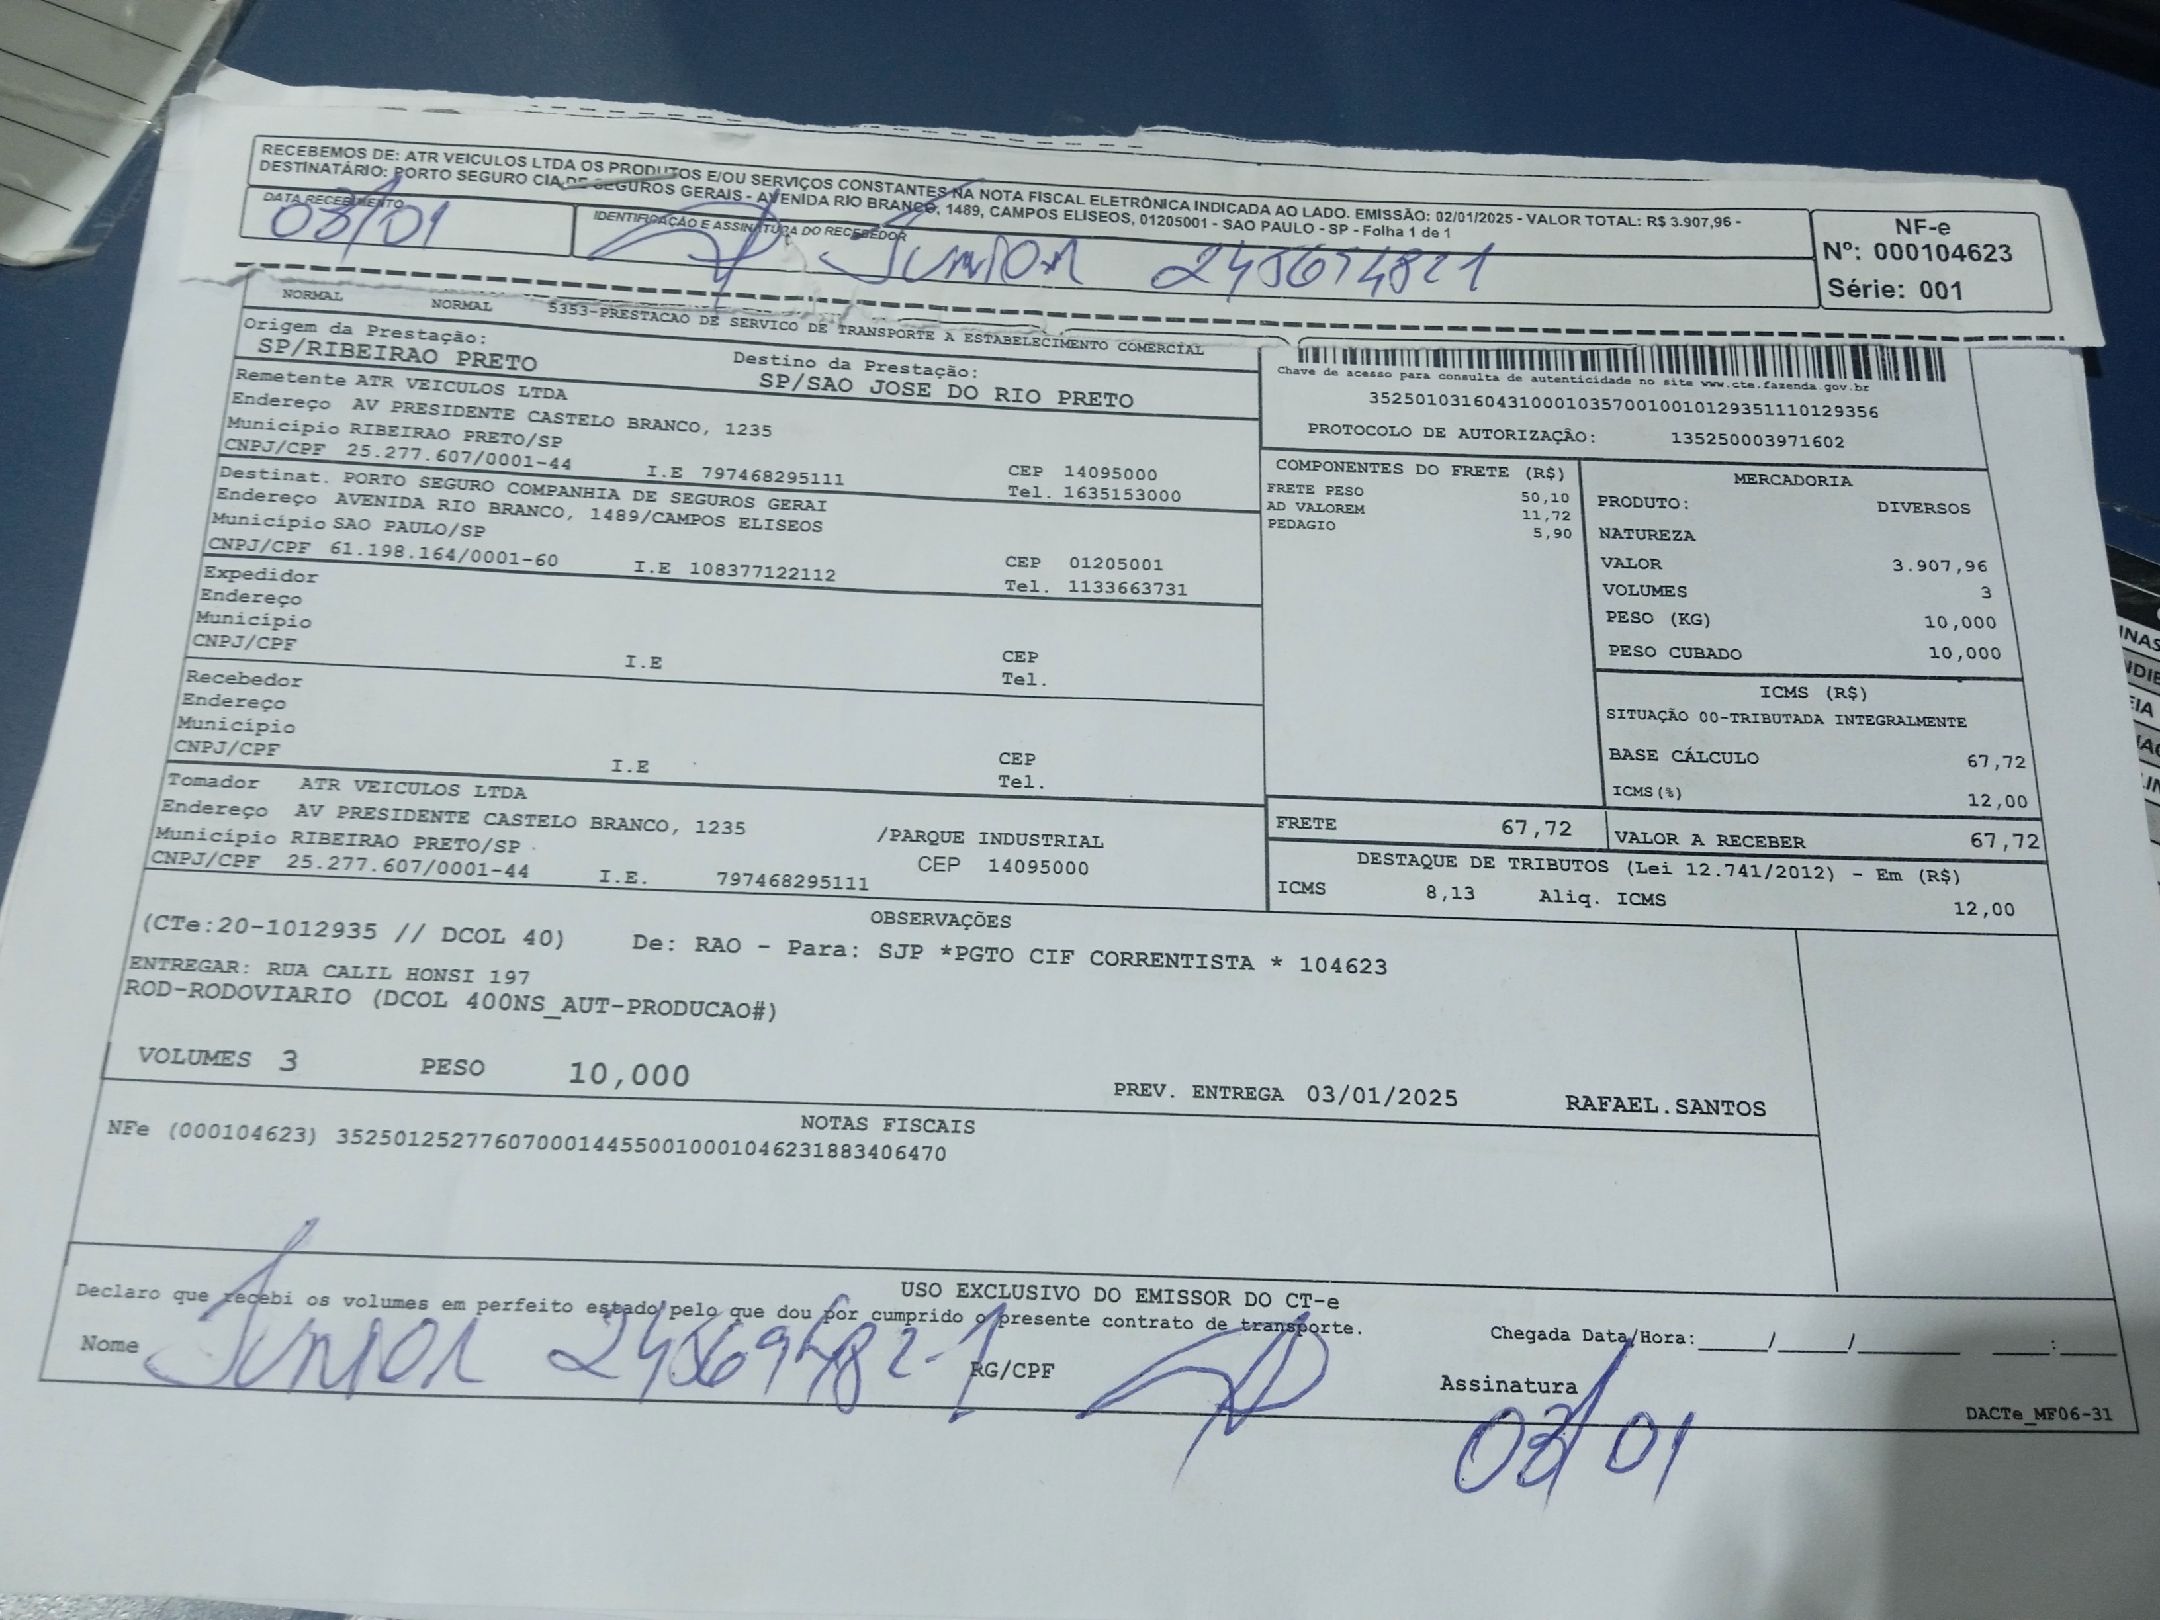 RECEBEMOS DE: ATR VEICULOS LTDA OS PRODUTOS E/OU SERVIÇOS CONSTANTES NA NOTA FISCAL ELETRÔNICA INDICADA AO LADO. EMISSÃO: 02/01/2025 - VALOR TOTAL: R$ 3.907,96 -
DESTINATÁRIO: PORTO SEGURO CIA DE SEGUROS GERAIS - AVENIDA RIO BRANCO, 1489, CAMPOS ELISEOS, 01205001 - SAO PAULO - SP - Folha 1 de 1
DATA RECEBIMENTO
03/01
IDENTIFICAÇÃO E ASSINATURA DO RECEBEDOR
Junior
NF-e
Nº: 000104623
Série: 001
NORMAL NORMAL 5353-PRESTACAO DE SERVICO DE TRANSPORTE A ESTABELECIMENTO COMERCIAL
Origem da Prestação: Destino da Prestação:
SP/RIBEIRAO PRETO SP/SAO JOSE DO RIO PRETO
Remetente ATR VEICULOS LTDA
Endereço AV PRESIDENTE CASTELO BRANCO, 1235
Município RIBEIRAO PRETO/SP CEP 14095000
CNPJ/CPF 25.277.607/0001-44 I.E 797468295111 Tel. 1635153000
Destinat. PORTO SEGURO COMPANHIA DE SEGUROS GERAI
Endereço AVENIDA RIO BRANCO, 1489/CAMPOS ELISEOS
Município SAO PAULO/SP CEP 01205001
CNPJ/CPF 61.198.164/0001-60 I.E 108377122112 Tel. 1133663731
Expedidor
Endereço
Município CEP
CNPJ/CPF I.E Tel.
Recebedor
Endereço
Município CEP
CNPJ/CPF I.E Tel.
Tomador ATR VEICULOS LTDA
Endereço AV PRESIDENTE CASTELO BRANCO, 1235 /PARQUE INDUSTRIAL
Município RIBEIRAO PRETO/SP CEP 14095000
CNPJ/CPF 25.277.607/0001-44 I.E. 797468295111
Chave de acesso para consulta de autenticidade no site www.cte.fazenda.gov.br
35250103160431000103570010010129351110129356
PROTOCOLO DE AUTORIZAÇÃO: 135250003971602
COMPONENTES DO FRETE (R$)
FRETE PESO 50,10
AD VALOREM 11,72
PEDAGIO 5,90
MERCADORIA
PRODUTO: DIVERSOS
NATUREZA
VALOR 3.907,96
VOLUMES 3
PESO (KG) 10,000
PESO CUBADO 10,000
ICMS (R$)
SITUAÇÃO 00-TRIBUTADA INTEGRALMENTE
BASE CÁLCULO 67,72
ICMS(%) 12,00
FRETE 67,72 VALOR A RECEBER 67,72
DESTAQUE DE TRIBUTOS (Lei 12.741/2012) - Em (R$)
ICMS 8,13 Aliq. ICMS 12,00
OBSERVAÇÕES
(CTe:20-1012935 // DCOL 40) De: RAO - Para: SJP *PGTO CIF CORRENTISTA * 104623
ENTREGAR: RUA CALIL HONSI 197
ROD-RODOVIARIO (DCOL 400NS_AUT-PRODUCAO#)
VOLUMES 3 PESO 10,000 PREV. ENTREGA 03/01/2025 RAFAEL.SANTOS
NOTAS FISCAIS
NFe (000104623) 35250125277607000144550010001046231883406470
USO EXCLUSIVO DO EMISSOR DO CT-e
Declaro que recebi os volumes em perfeito estado pelo que dou por cumprido o presente contrato de transporte.
Chegada Data/Hora:____/____/______ ___:___
Nome Junior RG/CPF Assinatura
03/01
DACTe_MF06-31